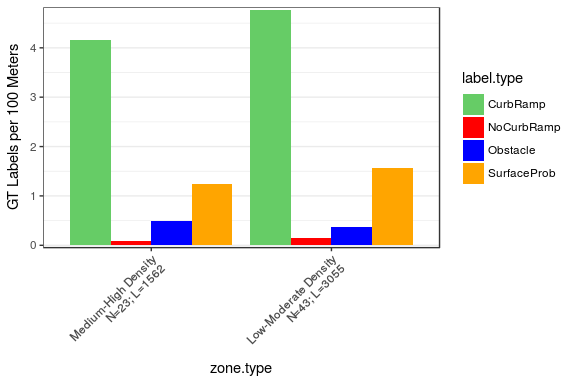 GT Labels per 100 Meters
4
3
2
1
0
Medium-High Density
N=23; L=1562
Low-Moderate Density
N=43; L=3055
zone.type
label.type
CurbRamp
NoCurbRamp
Obstacle
SurfaceProb